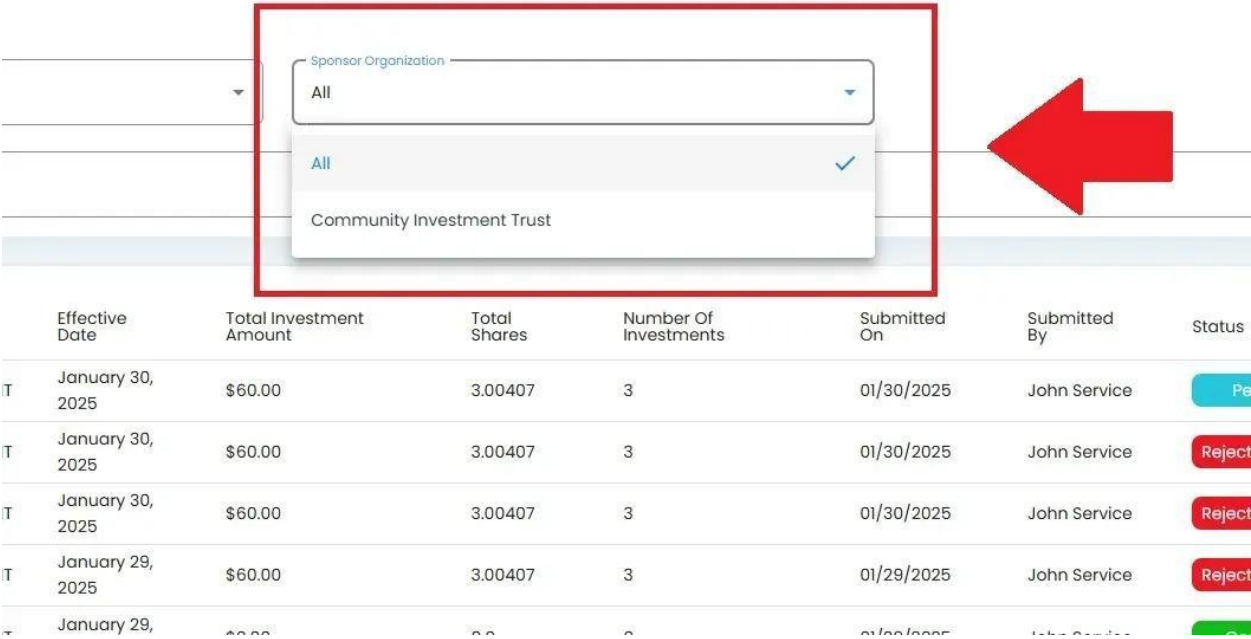 Sponsor Organization
All
All
Community Investment Trust
Effective Date Total Investment Amount Total Shares Number Of Investments Submitted On Submitted By Status
T January 30, 2025 $60.00 3.00407 3 01/30/2025 John Service Pe
T January 30, 2025 $60.00 3.00407 3 01/30/2025 John Service Reject
T January 30, 2025 $60.00 3.00407 3 01/30/2025 John Service Reject
T January 29, 2025 $60.00 3.00407 3 01/29/2025 John Service Reject
January 29,